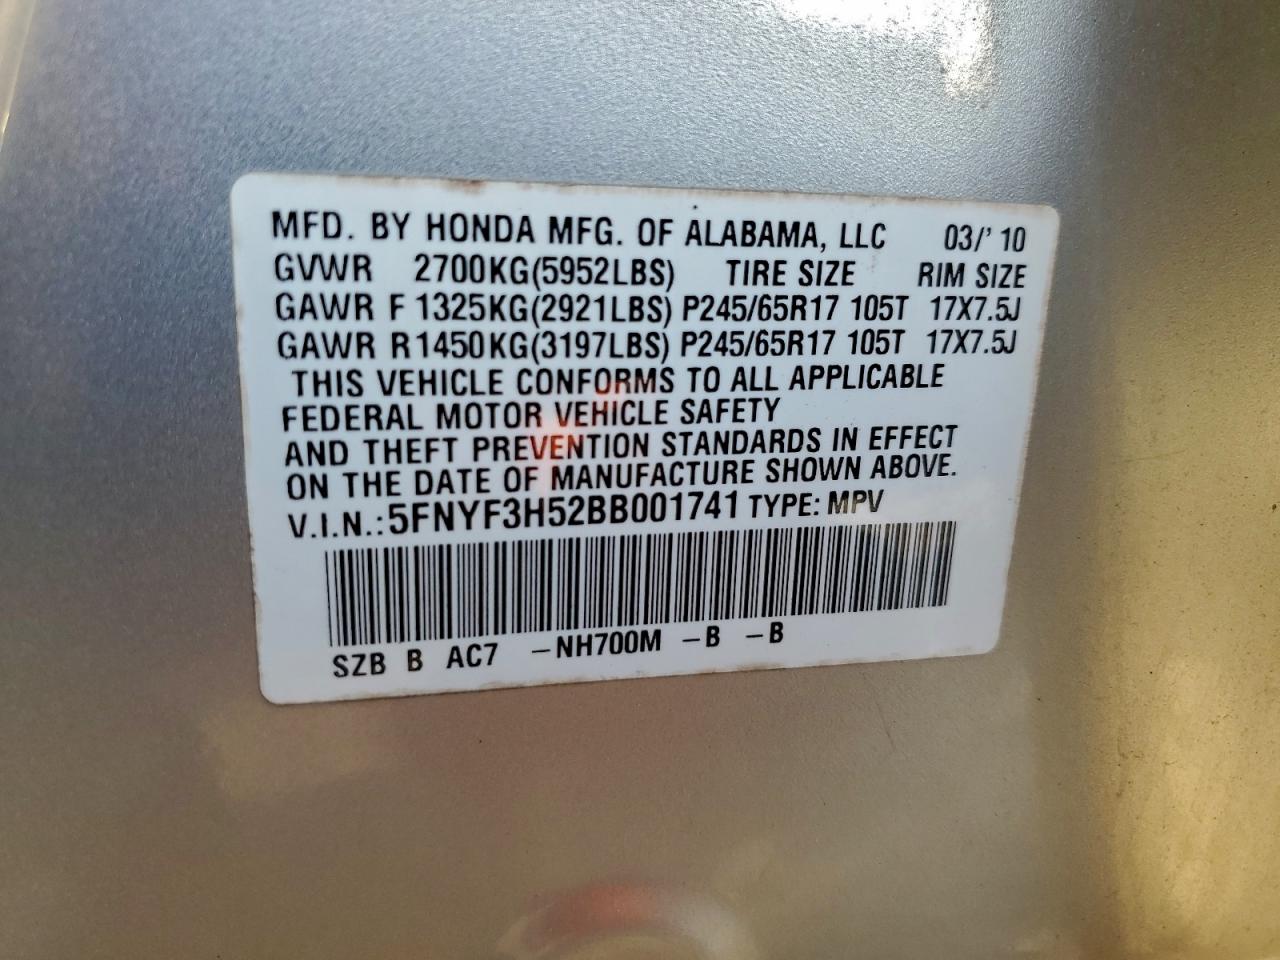 MFD. BY HONDA MFG. OF ALABAMA, LLC 03/'10
GVWR 2700KG(5952LBS) TIRE SIZE RIM SIZE
GAWR F 1325KG(2921LBS) P245/65R17 105T 17X7.5J
GAWR R1450KG(3197LBS) P245/65R17 105T 17X7.5J
THIS VEHICLE CONFORMS TO ALL APPLICABLE
FEDERAL MOTOR VEHICLE SAFETY
AND THEFT PREVENTION STANDARDS IN EFFECT
ON THE DATE OF MANUFACTURE SHOWN ABOVE.
V.I.N.:5FNYF3H52BB001741 TYPE: MPV
SZB B AC7 -NH700M -B -B